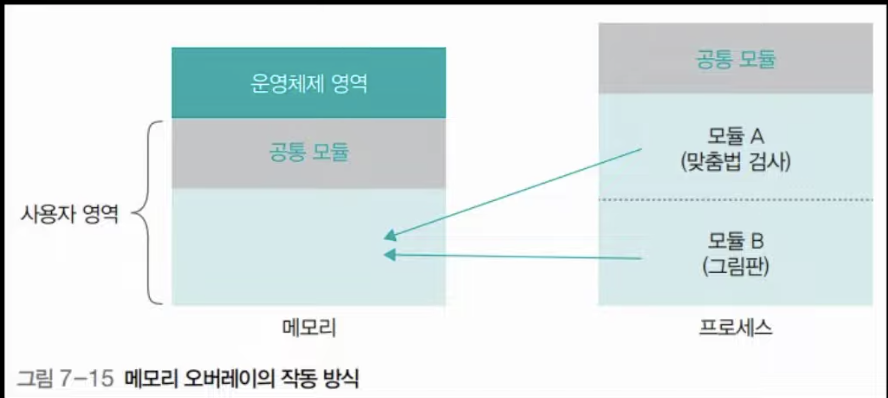 운영체제 영역
공통 모듈
사용자 영역
메모리
공통 모듈
모듈 A
(맞춤법 검사)
모듈 B
(그림판)
프로세스
그림 7-15 메모리 오버레이의 작동 방식